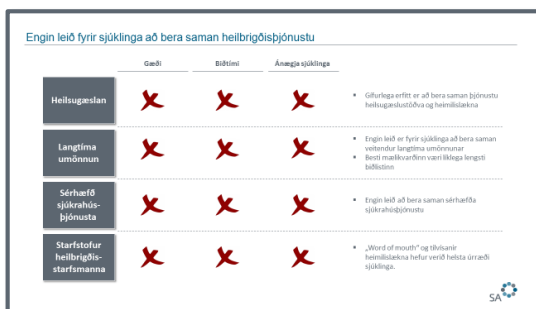 Engin leið fyrir sjúklinga að bera saman heilbrigðisþjónustu
Gæði Biðtími Ánægja sjúklinga
Heilsugæslan
Gífurlega erfitt er að bera saman þjónustu
heilsugæslustöðva og heimilislækna
Langtíma
umönnun
Engin leið er fyrir sjúklinga að bera saman
veitendur langtíma umönnunar
Besti mælikvarðinn væri líklega lengsti
biðlistinn
Sérhæfð
sjúkrahús-
þjónusta
Engin leið að bera saman sérhæfða
sjúkrahúsþjónustu
Starfstofur
heilbrigðis-
starfsmanna
„Word of mouth“ og tilvísanir
heimilislækna hefur verið helsta úrræði
sjúklinga.
SA